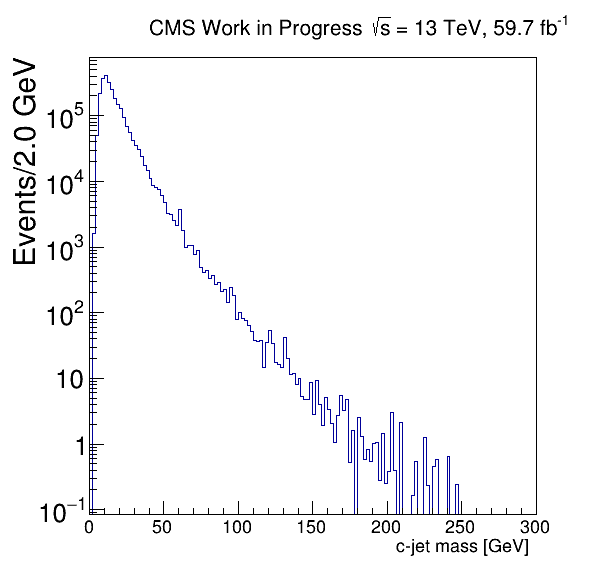 CMS Work in Progress √s = 13 TeV, 59.7 fb⁻¹
Events/2.0 GeV
10⁵
10⁴
10³
10²
10
1
10⁻¹
0 50 100 150 200 250 300
c-jet mass [GeV]